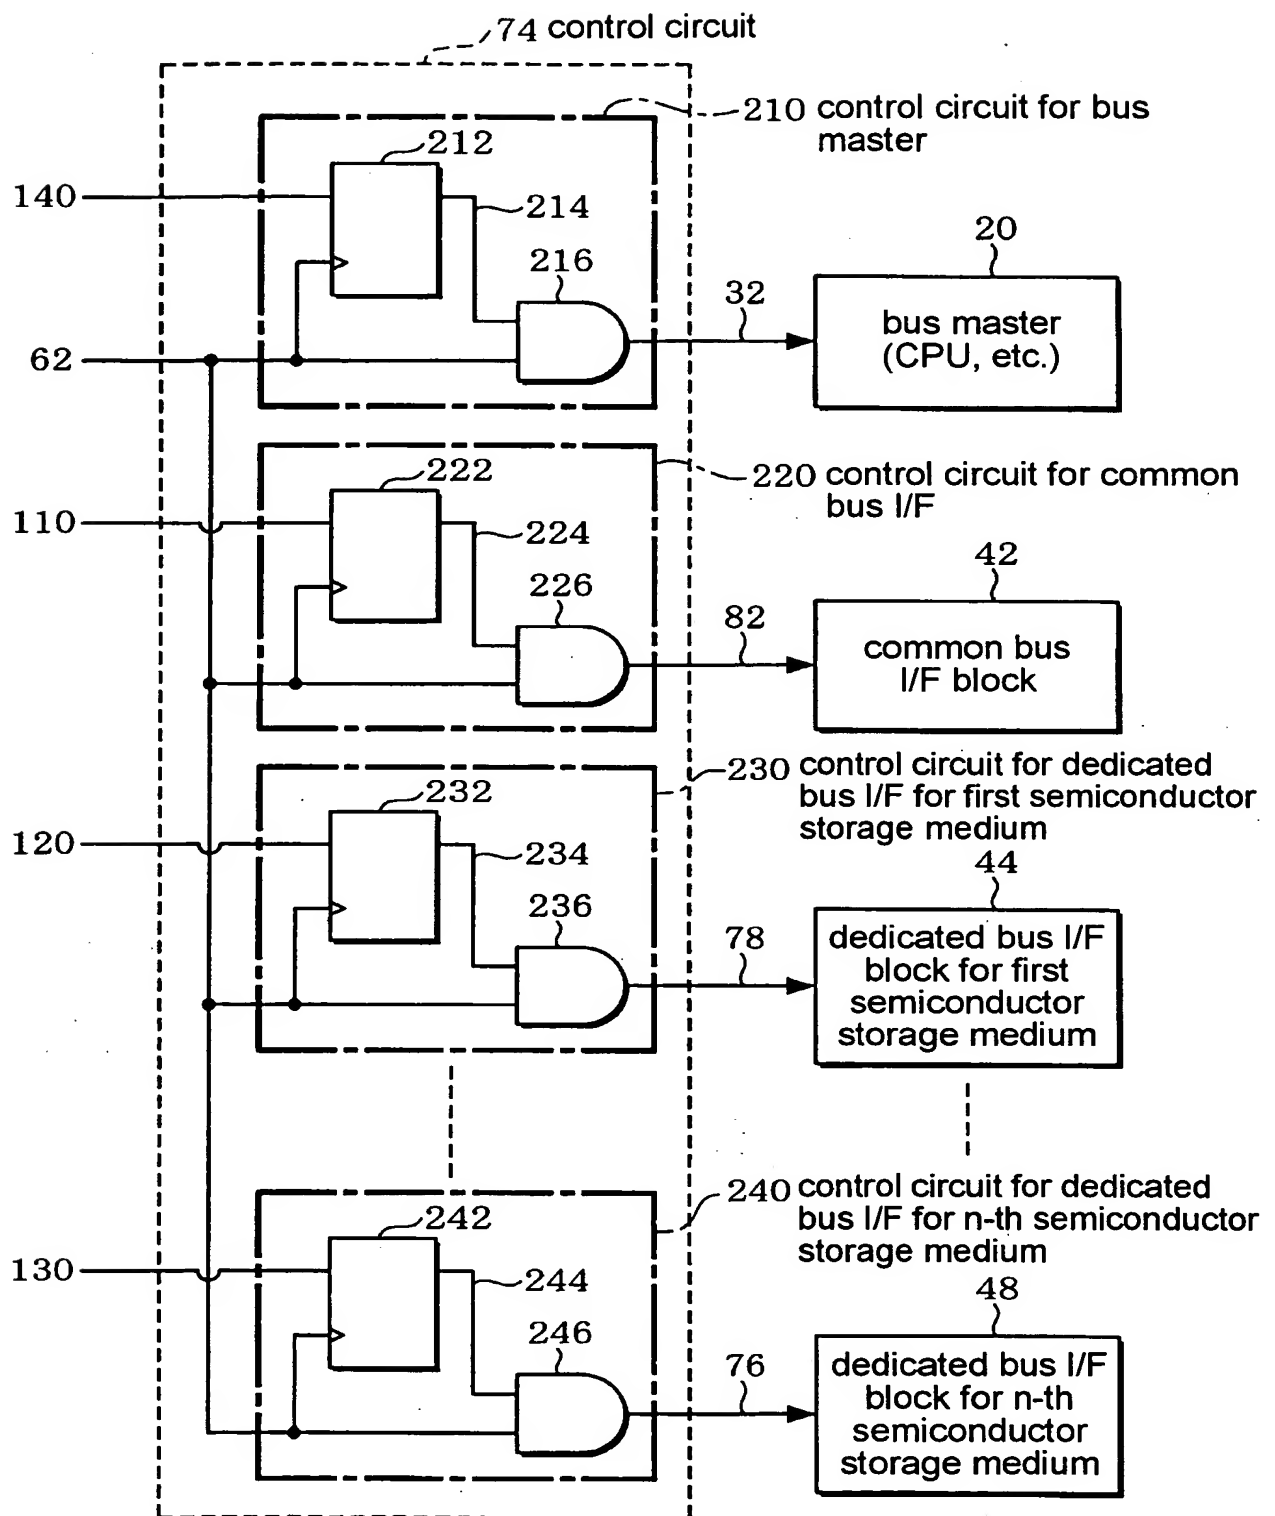 74 control circuit
210 control circuit for bus
master
212
140
214
216
20
32
62
bus master
(CPU, etc.)
222
220 control circuit for common
bus I/F
110
224
226
42
82
common bus
I/F block
232
230 control circuit for dedicated
bus I/F for first semiconductor
storage medium
120
234
236
44
78
dedicated bus I/F
block for first
semiconductor
storage medium
242
240 control circuit for dedicated
bus I/F for n-th semiconductor
storage medium
130
244
246
48
76
dedicated bus I/F
block for n-th
semiconductor
storage medium